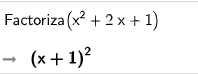 Factoriza(x² + 2 x + 1)
→ (x + 1)²